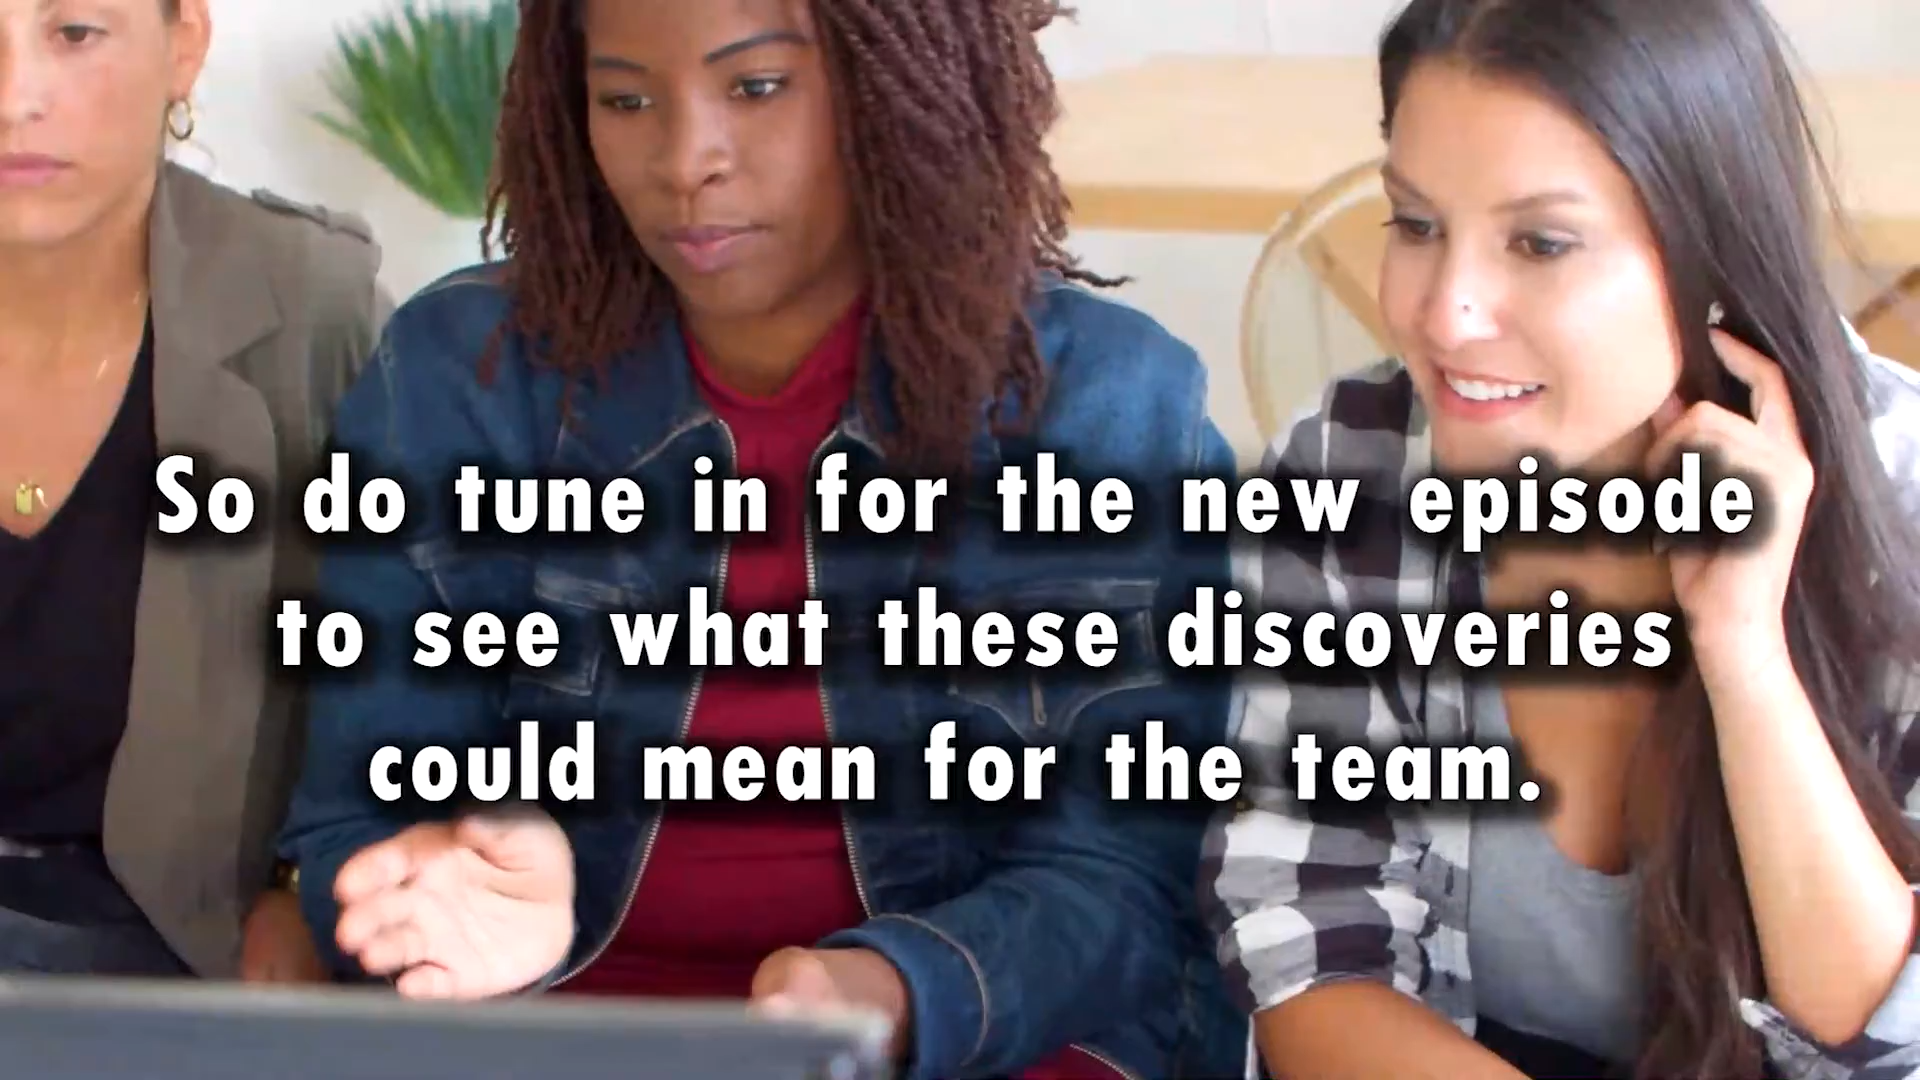 So do tune in for the new episode
to see what these discoveries
could mean for the team.